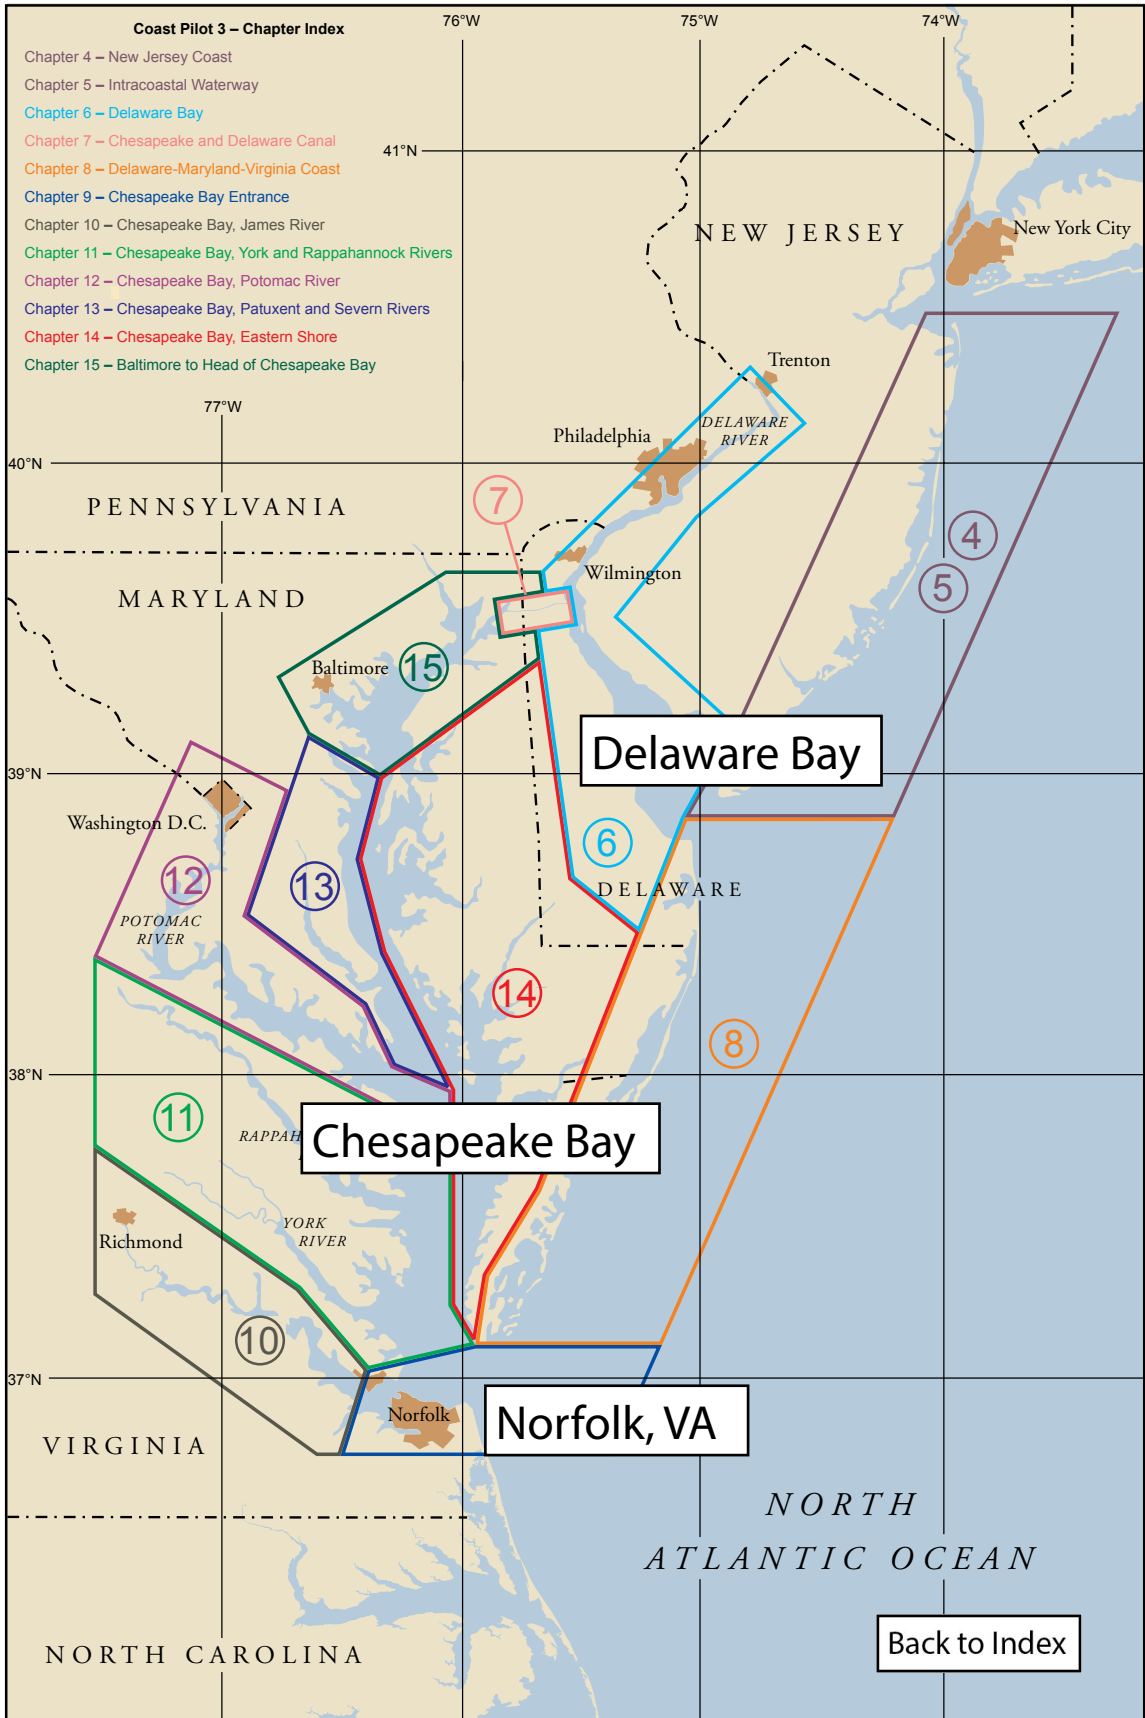 Coast Pilot 3 – Chapter Index
Chapter 4 – New Jersey Coast
Chapter 5 – Intracoastal Waterway
Chapter 6 – Delaware Bay
Chapter 7 – Chesapeake and Delaware Canal
Chapter 8 – Delaware-Maryland-Virginia Coast
Chapter 9 – Chesapeake Bay Entrance
Chapter 10 – Chesapeake Bay, James River
Chapter 11 – Chesapeake Bay, York and Rappahannock Rivers
Chapter 12 – Chesapeake Bay, Potomac River
Chapter 13 – Chesapeake Bay, Patuxent and Severn Rivers
Chapter 14 – Chesapeake Bay, Eastern Shore
Chapter 15 – Baltimore to Head of Chesapeake Bay
76°W
75°W
74°W
41°N
NEW JERSEY
New York City
Trenton
77°W
DELAWARE
RIVER
Philadelphia
40°N
7
PENNSYLVANIA
4
Wilmington
5
MARYLAND
Baltimore
15
Delaware Bay
39°N
Washington D.C.
6
12
13
DELAWARE
POTOMAC
RIVER
14
8
38°N
11
RAPPAH
Chesapeake Bay
YORK
RIVER
Richmond
10
37°N
Norfolk
Norfolk, VA
VIRGINIA
NORTH
ATLANTIC OCEAN
Back to Index
NORTH CAROLINA